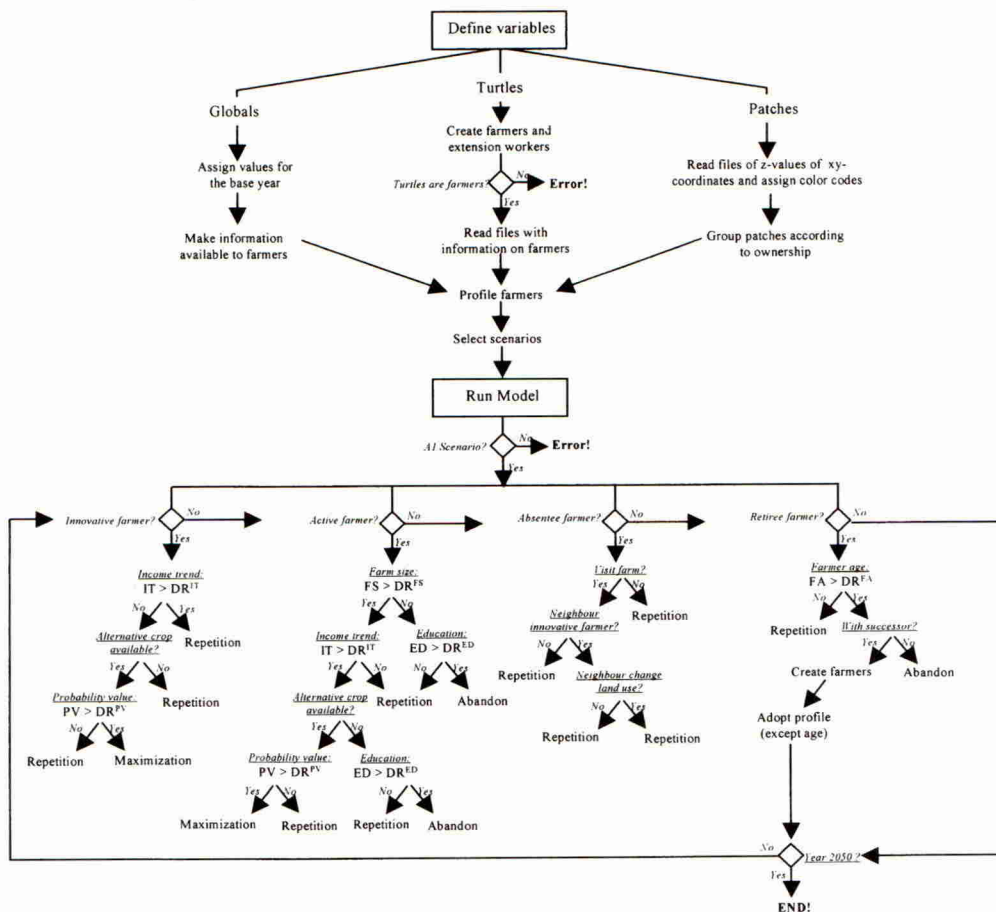 Define variables
Turtles
Globals
Patches
Create farmers and
extension workers
Assign values for
the base year
Read files of z-values of xy-
coordinates and assign color codes
Turtles are farmers?
No
Error!
Yes
Make information
available to farmers
Read files with
information on farmers
Group patches according
to ownership
Profile farmers
Select scenarios
Run Model
A1 Scenario?
No
Error!
Yes
Innovative farmer?
No
Yes
Active farmer?
No
Yes
Absentee farmer?
No
Yes
Retiree farmer?
No
Yes
Income trend:
IT > DR^IT
No
Yes
Alternative crop
available?
Repetition
Yes
No
Probability value:
PV > DR^PV
Repetition
No
Yes
Repetition
Maximization
Farm size:
FS > DR^FS
Yes
No
Income trend:
IT > DR^IT
Education:
ED > DR^ED
Yes
No
No
Yes
Alternative crop
available?
Repetition
Abandon
Yes
No
Probability value:
PV > DR^PV
Education:
ED > DR^ED
Yes
No
No
Yes
Maximization
Repetition
Repetition
Abandon
Visit farm?
Yes
No
Neighbour
innovative farmer?
Repetition
No
Yes
Repetition
Neighbour change
land use?
No
Yes
Repetition
Repetition
Farmer age:
FA > DR^FA
No
Yes
Repetition
With successor?
Yes
No
Create farmers
Abandon
Adopt profile
(except age)
No
Year 2050 ?
Yes
END!